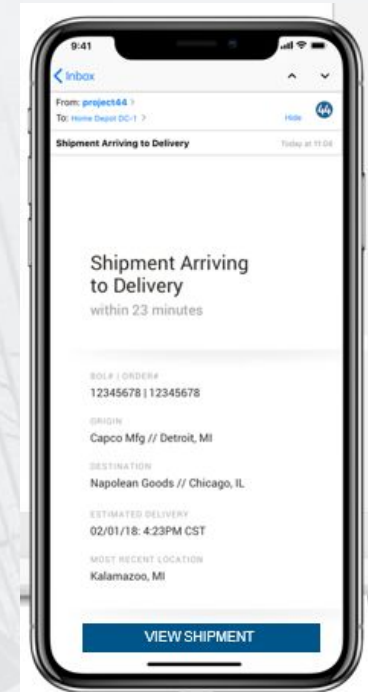 9:41
Inbox
From: project44
To: Home Depot DC-1
Hide
44
Shipment Arriving to Delivery
Today at 11:04
Shipment Arriving
to Delivery
within 23 minutes
BOL# | ORDER#
12345678 | 12345678
ORIGIN
Capco Mfg // Detroit, MI
DESTINATION
Napolean Goods // Chicago, IL
ESTIMATED DELIVERY
02/01/18: 4:23PM CST
MOST RECENT LOCATION
Kalamazoo, MI
VIEW SHIPMENT